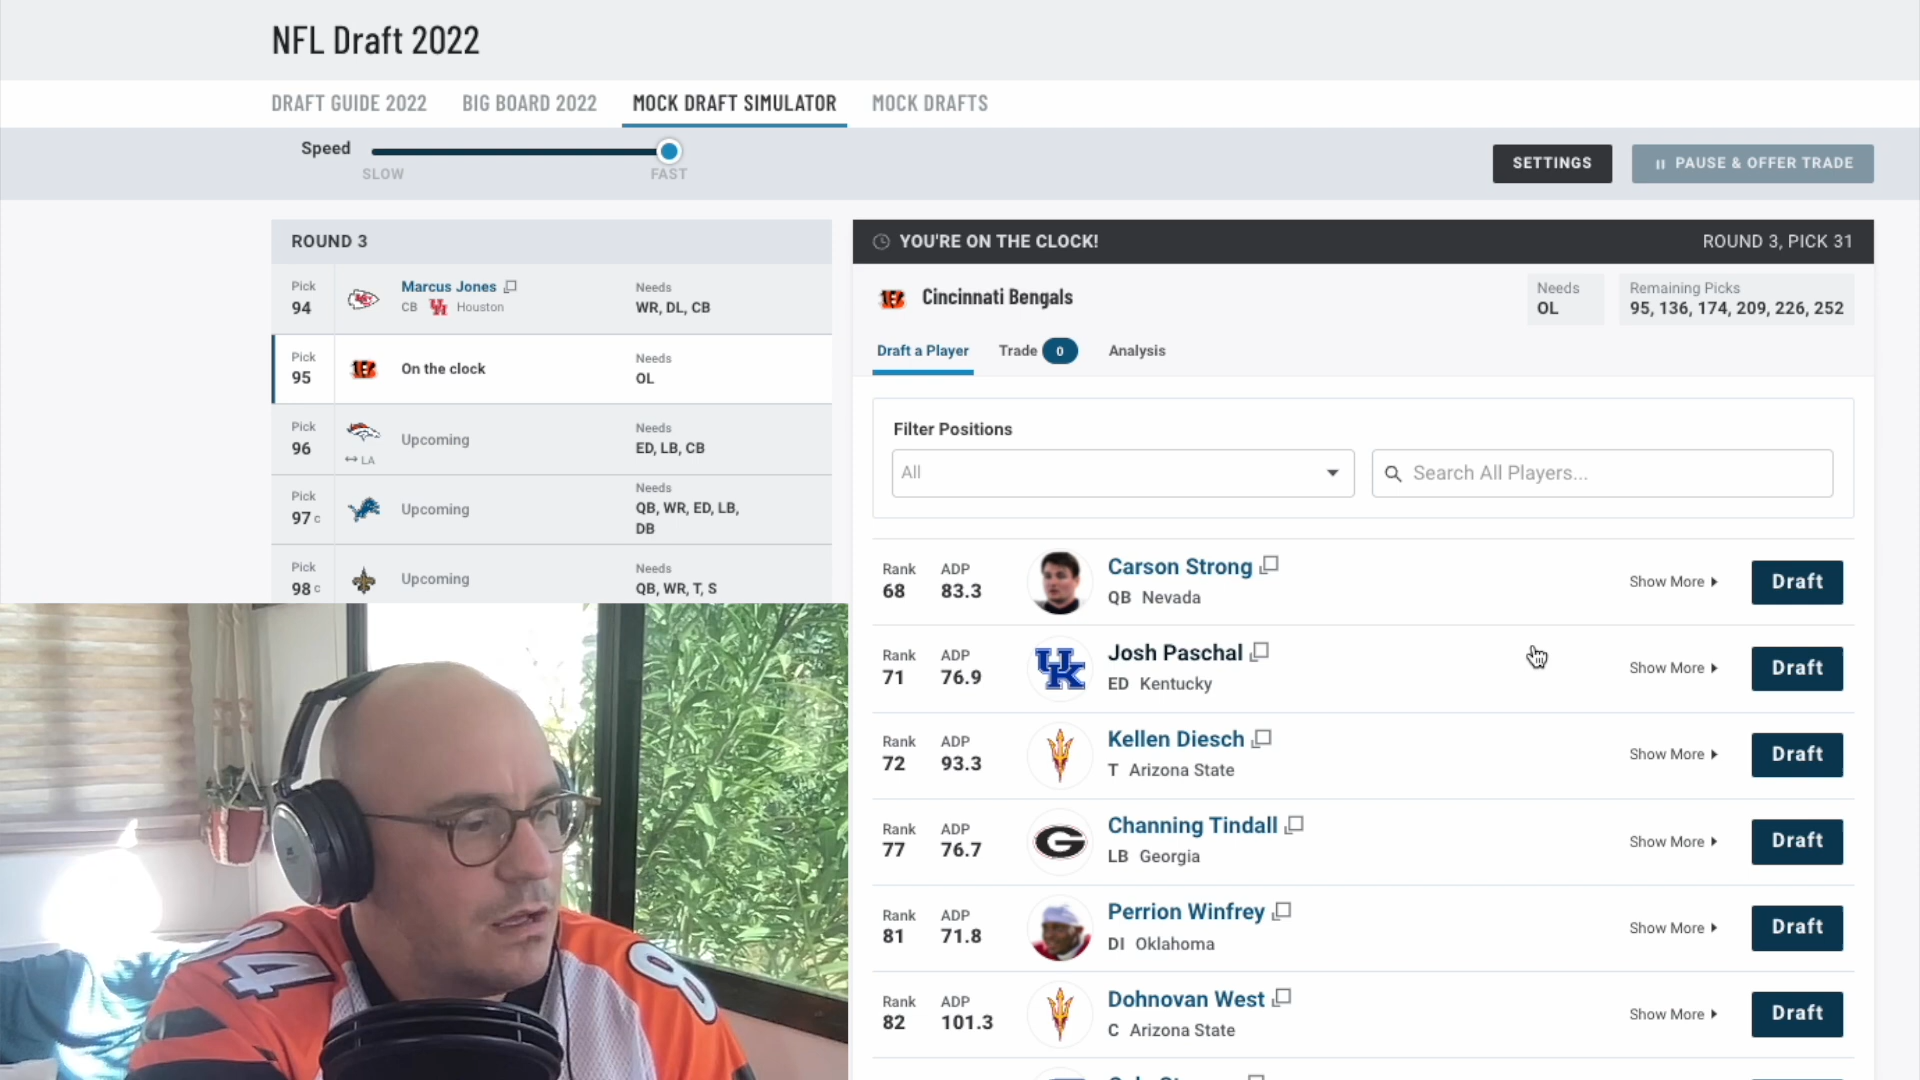 NFL Draft 2022
DRAFT GUIDE 2022 BIG BOARD 2022 MOCK DRAFT SIMULATOR MOCK DRAFTS
Speed
SLOW FAST
SETTINGS
PAUSE & OFFER TRADE
ROUND 3
Pick
94
Marcus Jones
CB Houston
Needs
WR, DL, CB
Pick
95
On the clock
Needs
OL
Pick
96
LA
Upcoming
Needs
ED, LB, CB
Pick
97 C
Upcoming
Needs
QB, WR, ED, LB,
DB
Pick
98 C
Upcoming
Needs
QB, WR, T, S
YOU'RE ON THE CLOCK!
ROUND 3, PICK 31
Cincinnati Bengals
Needs
OL
Remaining Picks
95, 136, 174, 209, 226, 252
Draft a Player Trade 0 Analysis
Filter Positions
All
Search All Players...
Rank ADP
68 83.3
Carson Strong
QB Nevada
Show More
Draft
Rank ADP
71 76.9
UK
Josh Paschal
ED Kentucky
Show More
Draft
Rank ADP
72 93.3
Kellen Diesch
T Arizona State
Show More
Draft
Rank ADP
77 76.7
G
Channing Tindall
LB Georgia
Show More
Draft
Rank ADP
81 71.8
Perrion Winfrey
DI Oklahoma
Show More
Draft
Rank ADP
82 101.3
Dohnovan West
C Arizona State
Show More
Draft
84
8